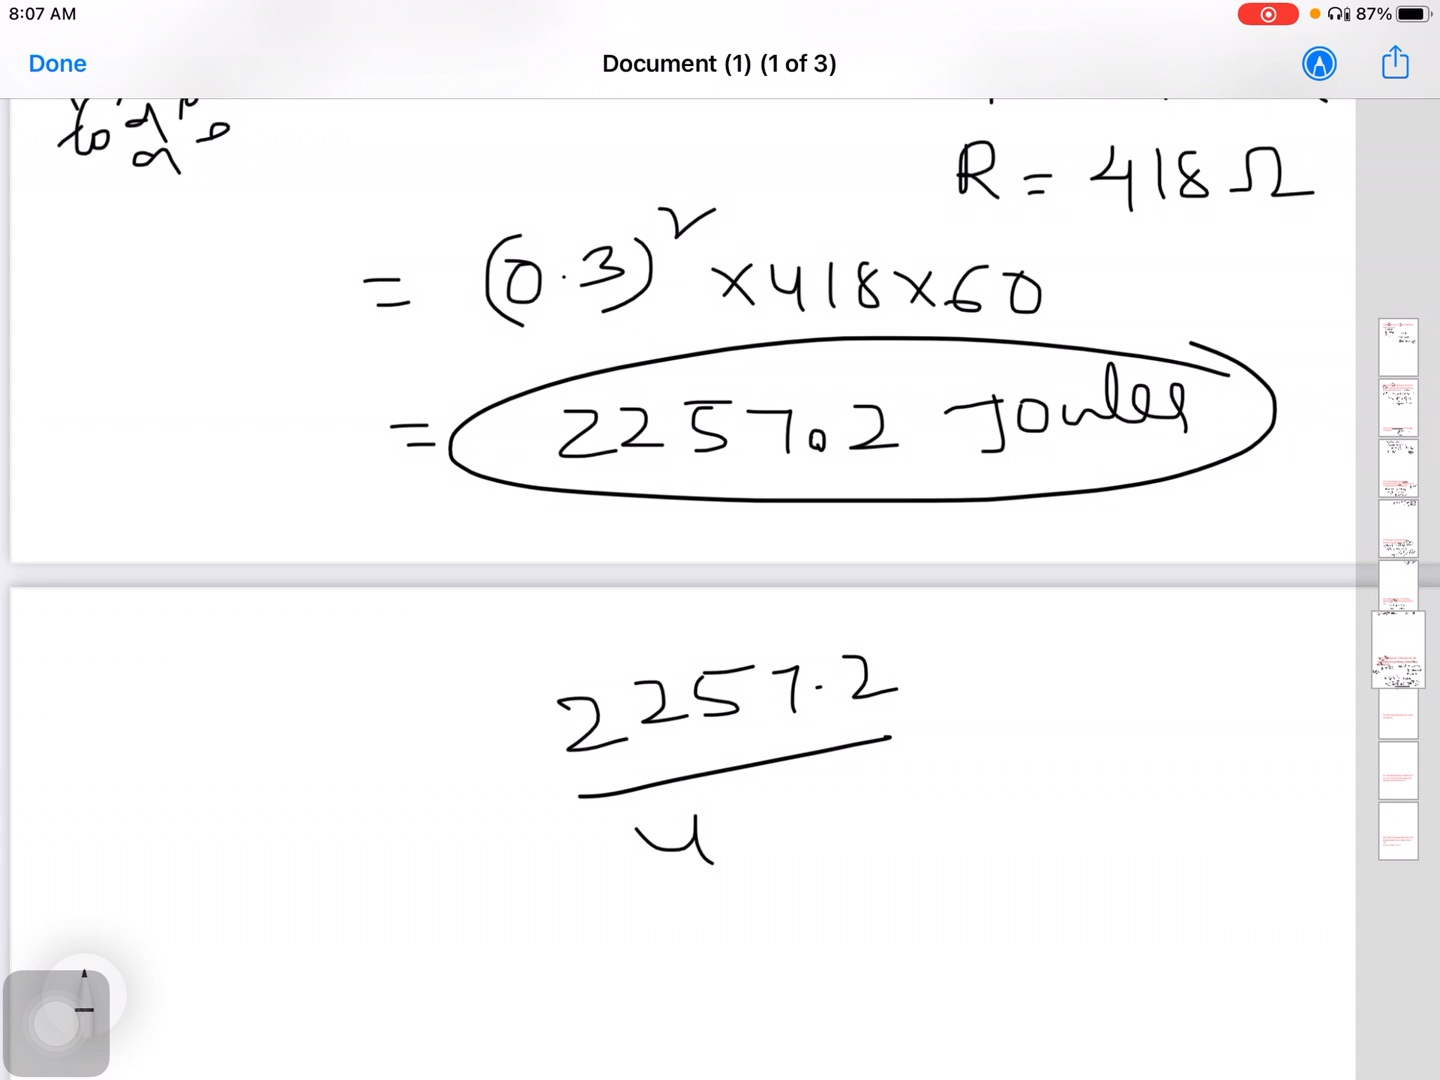 8:07 AM
87%
Done
Document (1) (1 of 3)
to
R = 418 Ω
= (0.3)² × 418 × 60
= 2257.2 Joules
2257.2
4